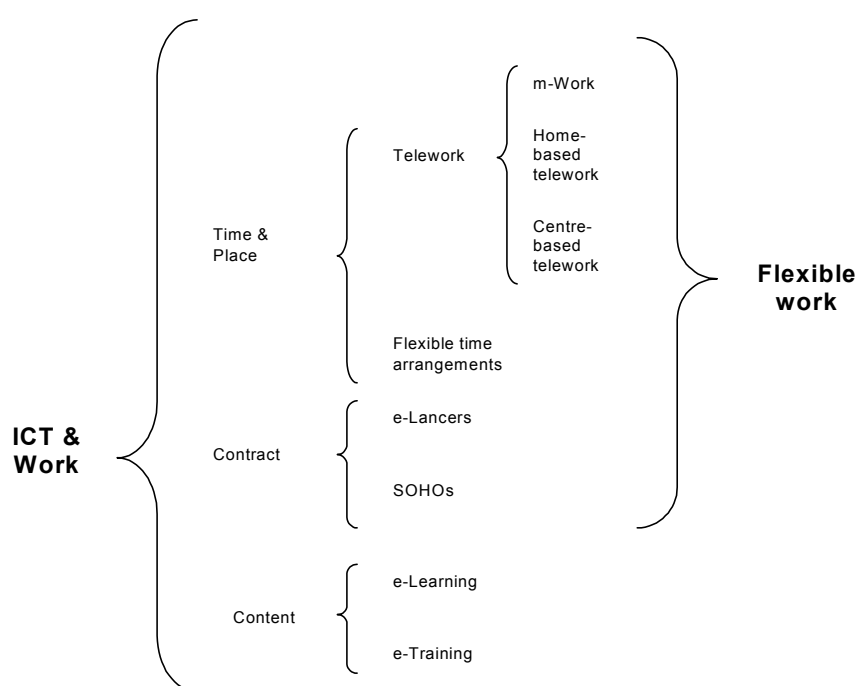 m-Work
Home-
based
telework
Telework
Centre-
based
telework
Time &
Place
Flexible
work
Flexible time
arrangements
e-Lancers
ICT &
Work
Contract
SOHOs
e-Learning
Content
e-Training